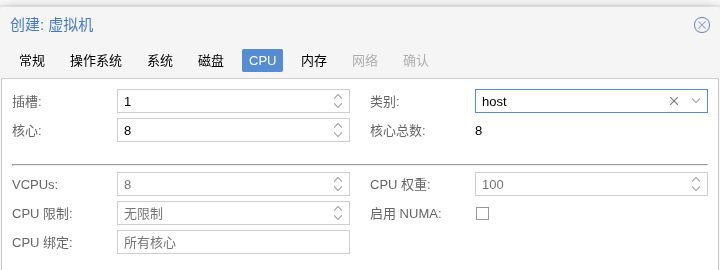 创建: 虚拟机
常规 操作系统 系统 磁盘 CPU 内存 网络 确认
插槽: 1 类别: host
核心: 8 核心总数: 8
VCPUs: 8 CPU 权重: 100
CPU 限制: 无限制 启用 NUMA:
CPU 绑定: 所有核心